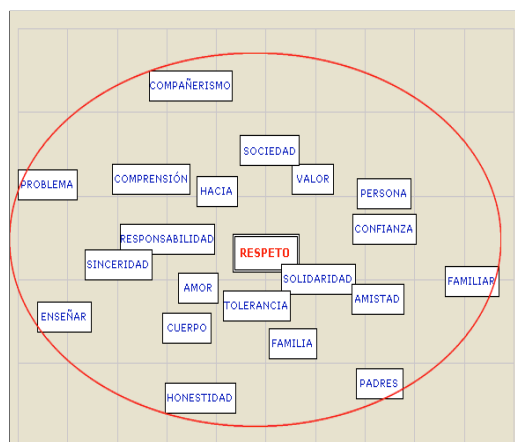 COMPAÑERISMO
SOCIEDAD
PROBLEMA
COMPRENSIÓN
HACIA
VALOR
PERSONA
CONFIANZA
RESPONSABILIDAD
RESPETO
SINCERIDAD
SOLIDARIDAD
FAMILIAR
AMOR
TOLERANCIA
AMISTAD
ENSEÑAR
CUERPO
FAMILIA
PADRES
HONESTIDAD